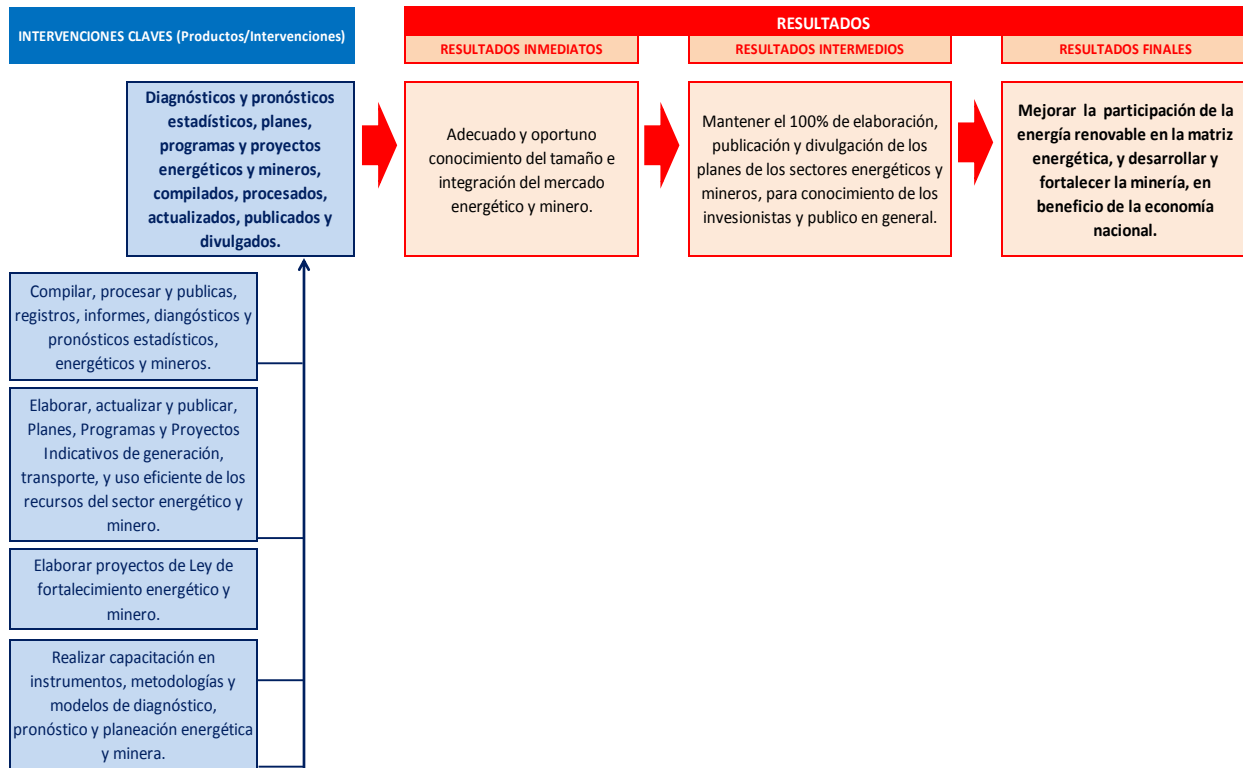 INTERVENCIONES CLAVES (Productos/Intervenciones)
RESULTADOS
RESULTADOS INMEDIATOS
RESULTADOS INTERMEDIOS
RESULTADOS FINALES
Diagnósticos y pronósticos
estadísticos, planes,
programas y proyectos
energéticos y mineros,
compilados, procesados,
actualizados, publicados y
divulgados.
Adecuado y oportuno
conocimiento del tamaño e
integración del mercado
energético y minero.
Mantener el 100% de elaboración,
publicación y divulgación de los
planes de los sectores energéticos y
mineros, para conocimiento de los
invesionistas y publico en general.
Mejorar la participación de la
energía renovable en la matriz
energética, y desarrollar y
fortalecer la minería, en
beneficio de la economía
nacional.
Compilar, procesar y publicas,
registros, informes, diangósticos y
pronósticos estadísticos,
energéticos y mineros.
Elaborar, actualizar y publicar,
Planes, Programas y Proyectos
Indicativos de generación,
transporte, y uso eficiente de los
recursos del sector energético y
minero.
Elaborar proyectos de Ley de
fortalecimiento energético y
minero.
Realizar capacitación en
instrumentos, metodologías y
modelos de diagnóstico,
pronóstico y planeación energética
y minera.